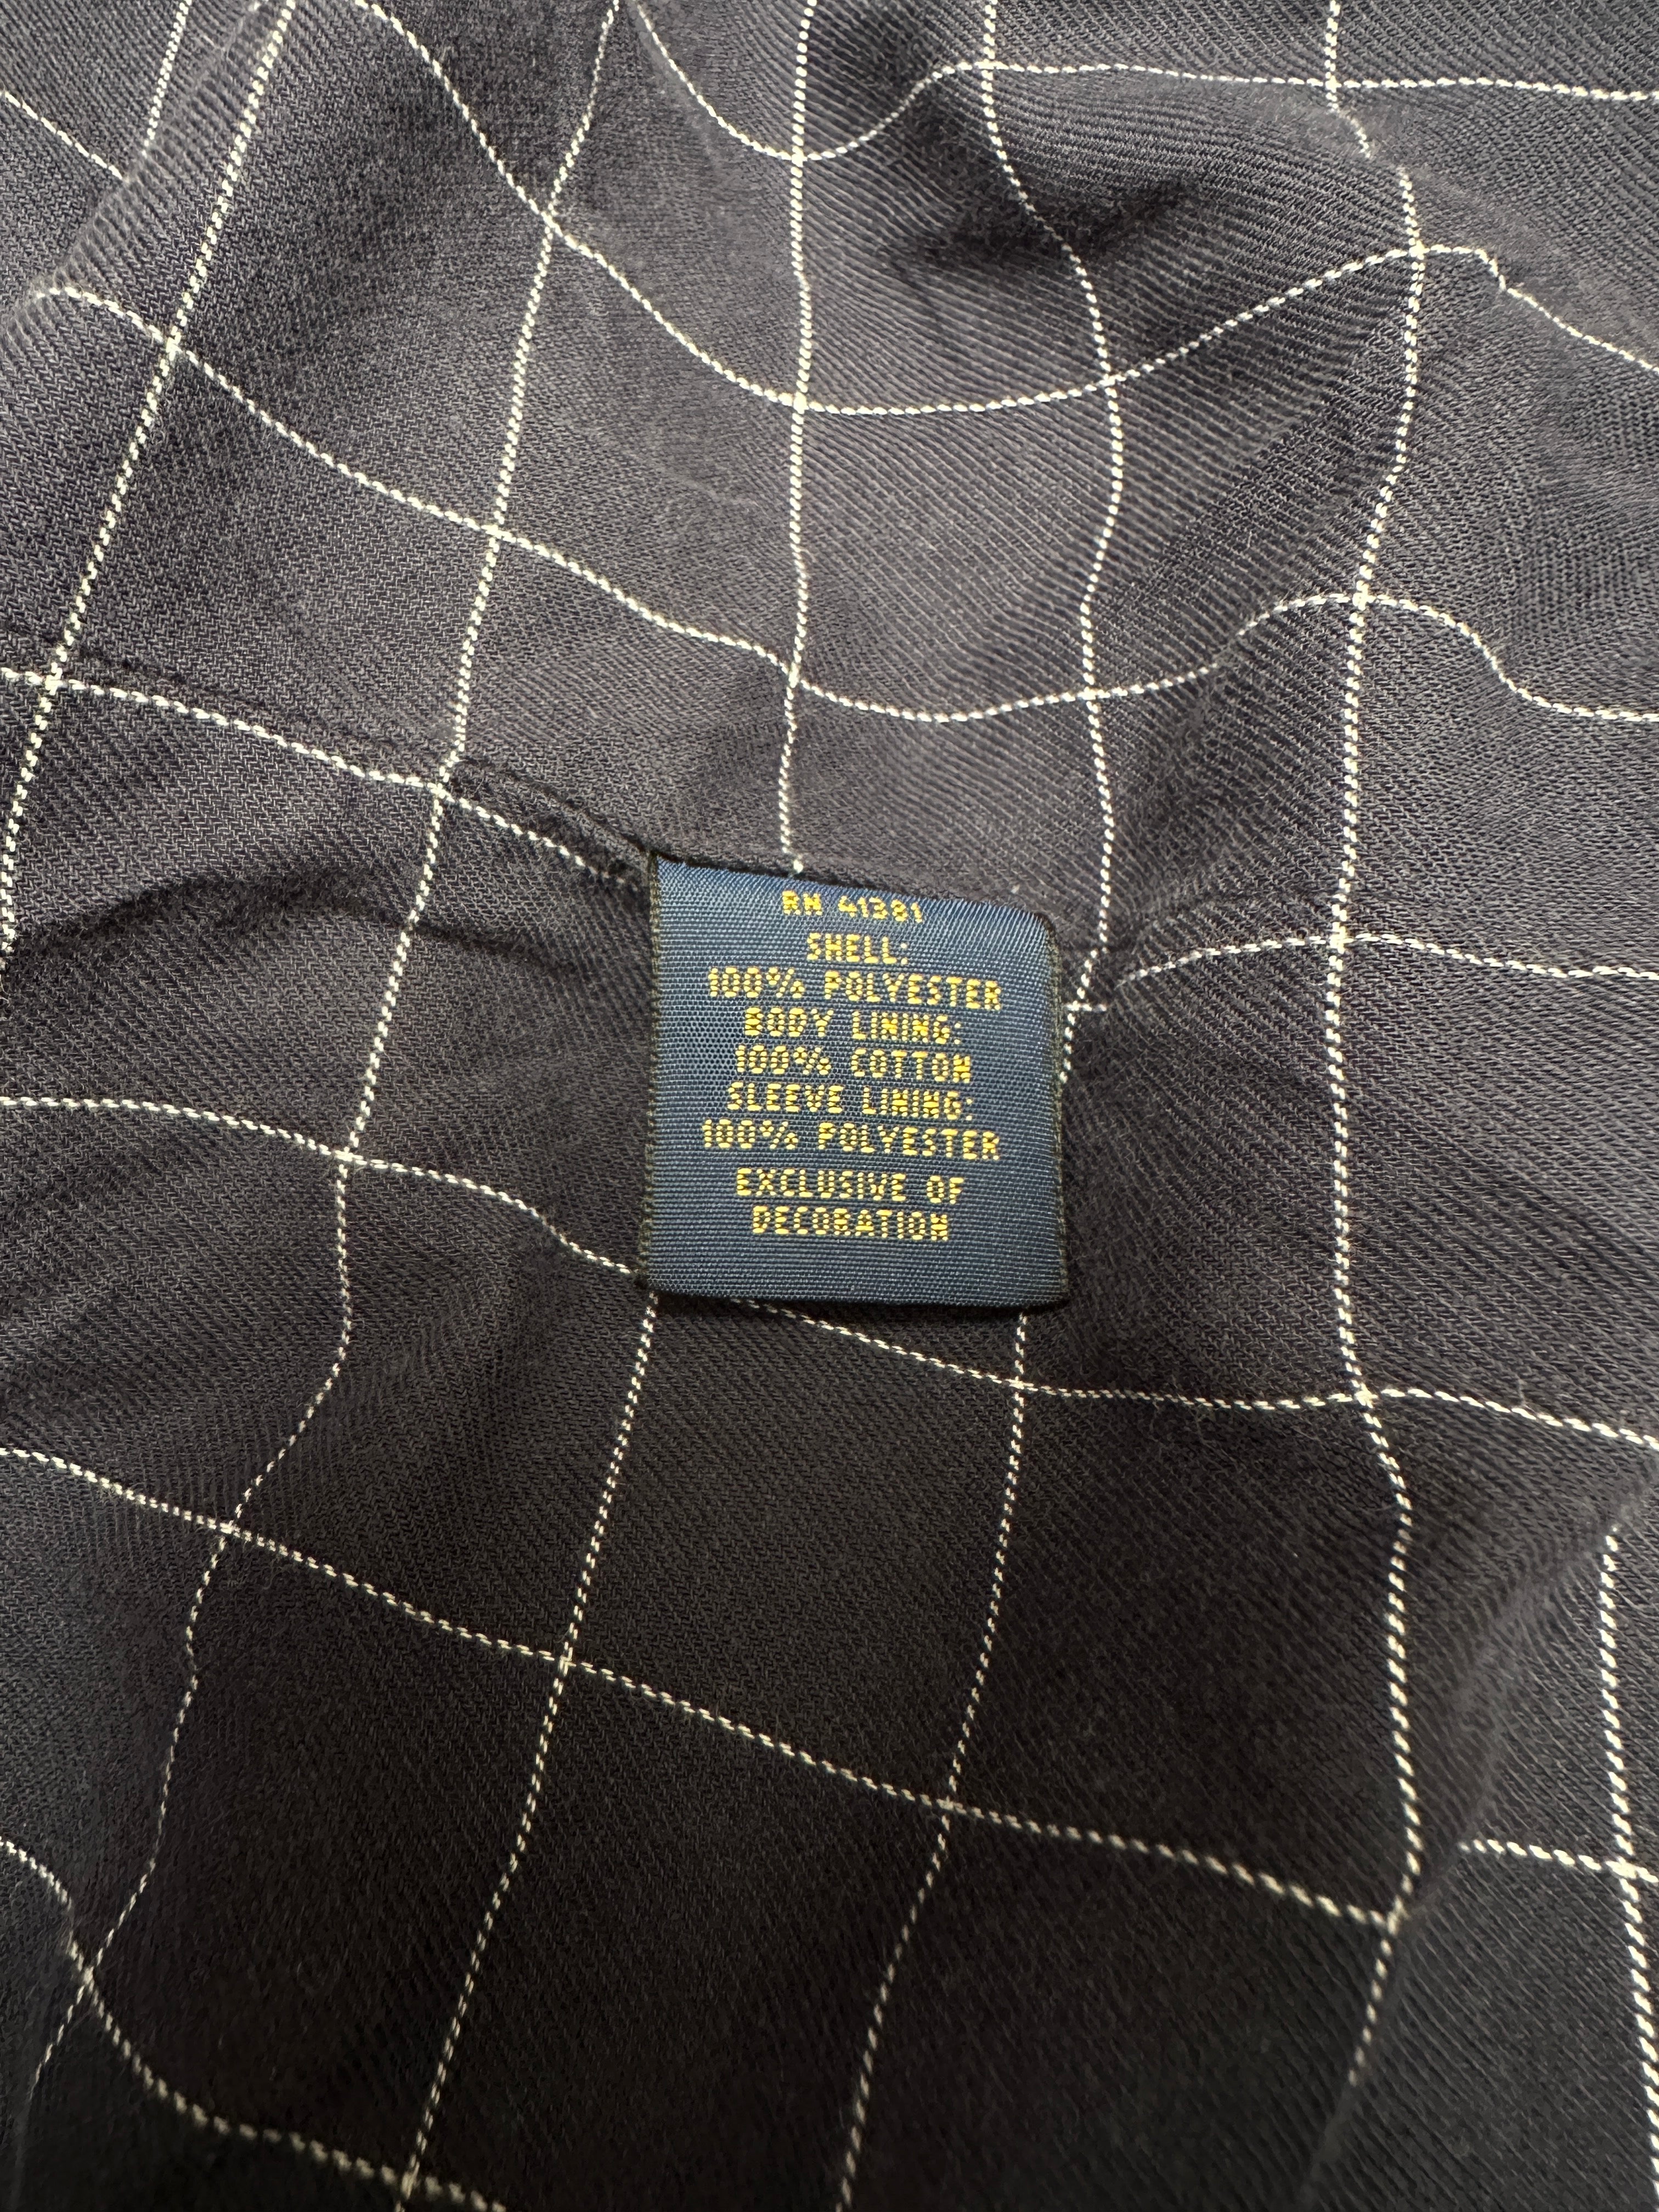 RN 41381
SHELL:
100% POLYESTER
BODY LINING:
100% COTTON
SLEEVE LINING:
100% POLYESTER
EXCLUSIVE OF
DECORATION